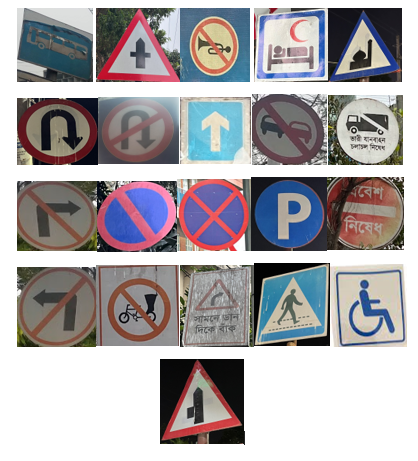 ভারী যানবাহন
চলাচল নিষেধ
P
প্রবেশ
নিষেধ
সামনে ডান
দিকে বাঁক